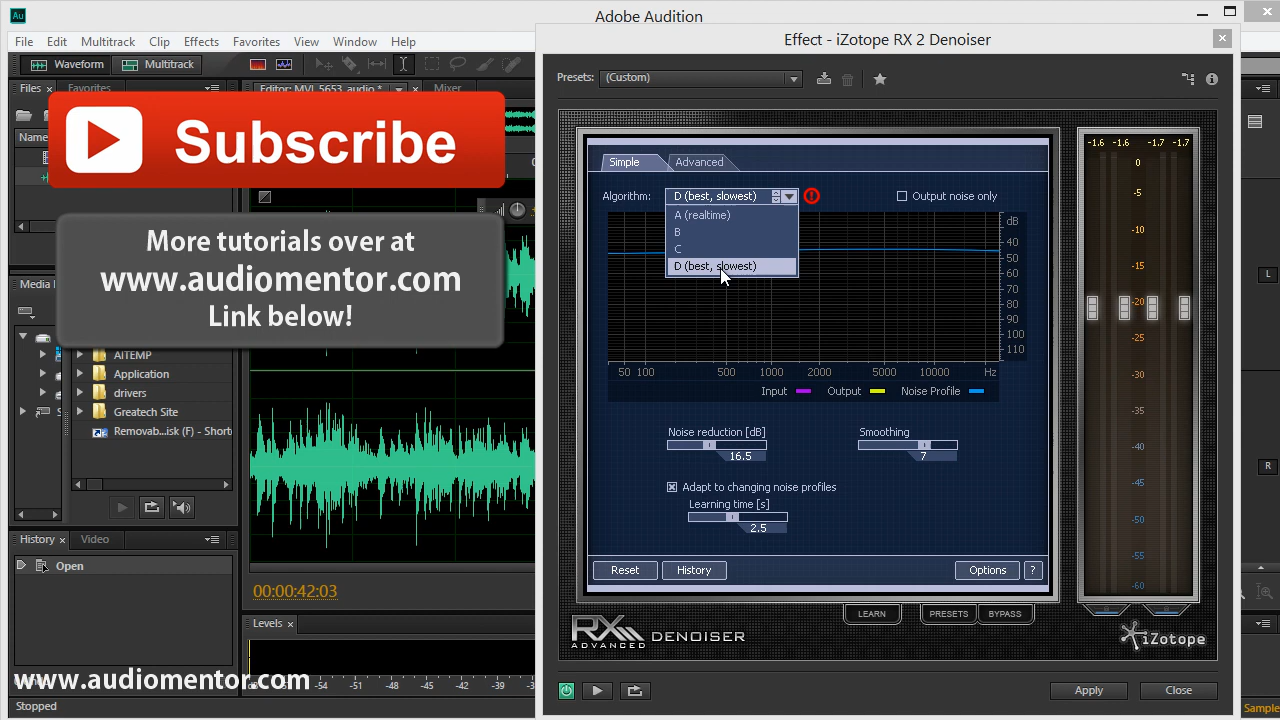 Au
Adobe Audition
File Edit Multitrack Clip Effects Favorites View Window Help
Effect - iZotope RX 2 Denoiser
Waveform Multitrack
Presets: (Custom)
Files × Favorites
Editor: MVI_5653_audio * × Mixer
Name
Subscribe
More tutorials over at
www.audiomentor.com
Link below!
Media
AITEMP
Application
drivers
Greatech Site
Removab...isk (F) - Shorto
History × Video
Open
00:00:42:03
Levels ×
-54 -51 -48 -45 -42 -39 -36 -33
www.audiomentor.com
Stopped
Simple Advanced
Algorithm: D (best, slowest)
Output noise only
A (realtime)
B
C
D (best, slowest)
dB
40
50
60
70
80
90
100
110
50 100 500 1000 2000 5000 10000 Hz
Input Output Noise Profile
Noise reduction [dB]
16.5
Smoothing
7
Adapt to changing noise profiles
Learning time [s]
2.5
Reset History Options ?
LEARN PRESETS BYPASS
RX
ADVANCED
DENOISER
-1.6 -1.6 -1.7 -1.7
0
-5
-10
-15
-20
-25
-30
-35
-40
-45
-50
-55
-60
iZotope
Apply Close
L
R
Sample